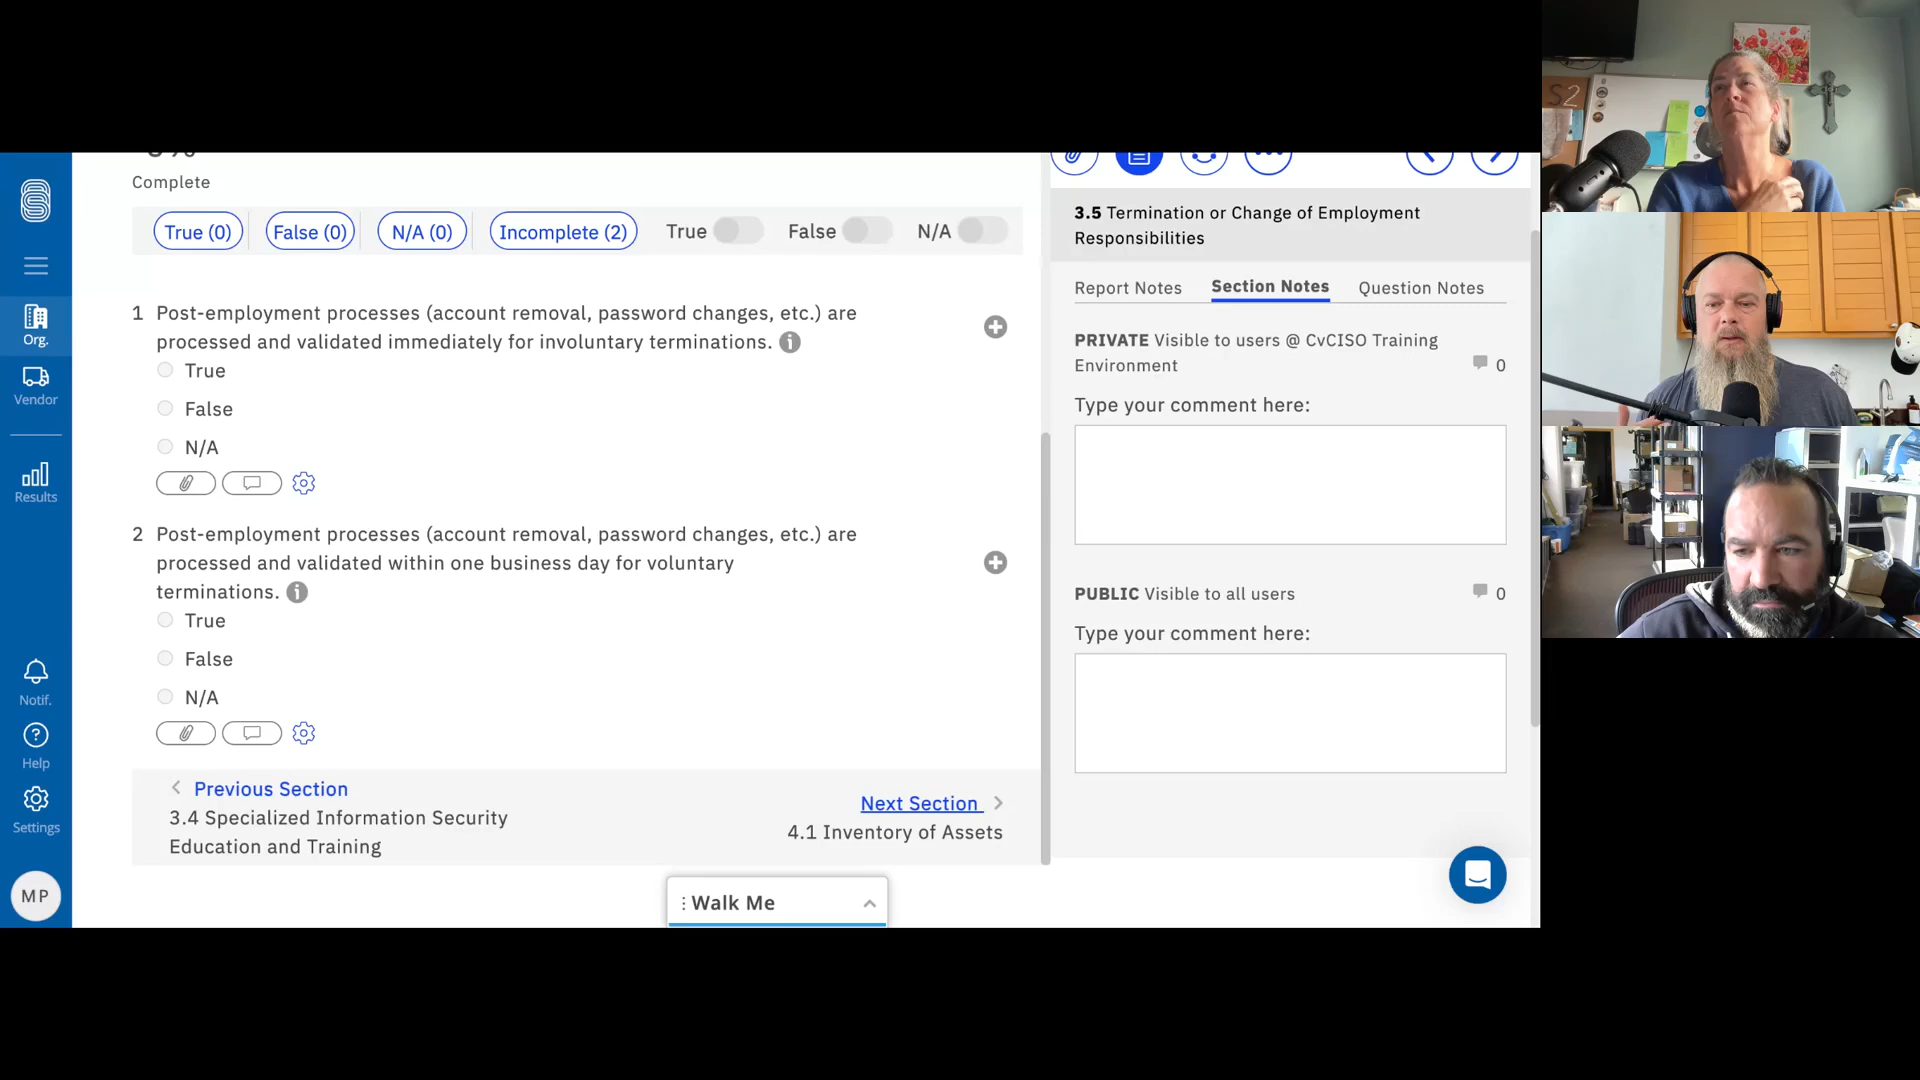 Complete
True (0)
False (0)
N/A (0)
Incomplete (2)
True
False
N/A
1 Post-employment processes (account removal, password changes, etc.) are
processed and validated immediately for involuntary terminations.
True
False
N/A
2 Post-employment processes (account removal, password changes, etc.) are
processed and validated within one business day for voluntary
terminations.
True
False
N/A
Previous Section
3.4 Specialized Information Security
Education and Training
Next Section
4.1 Inventory of Assets
Walk Me
3.5 Termination or Change of Employment
Responsibilities
Report Notes
Section Notes
Question Notes
PRIVATE Visible to users @ CvCISO Training
Environment
0
Type your comment here:
PUBLIC Visible to all users
0
Type your comment here:
Org.
Vendor
Results
Notif.
Help
Settings
MP
S2